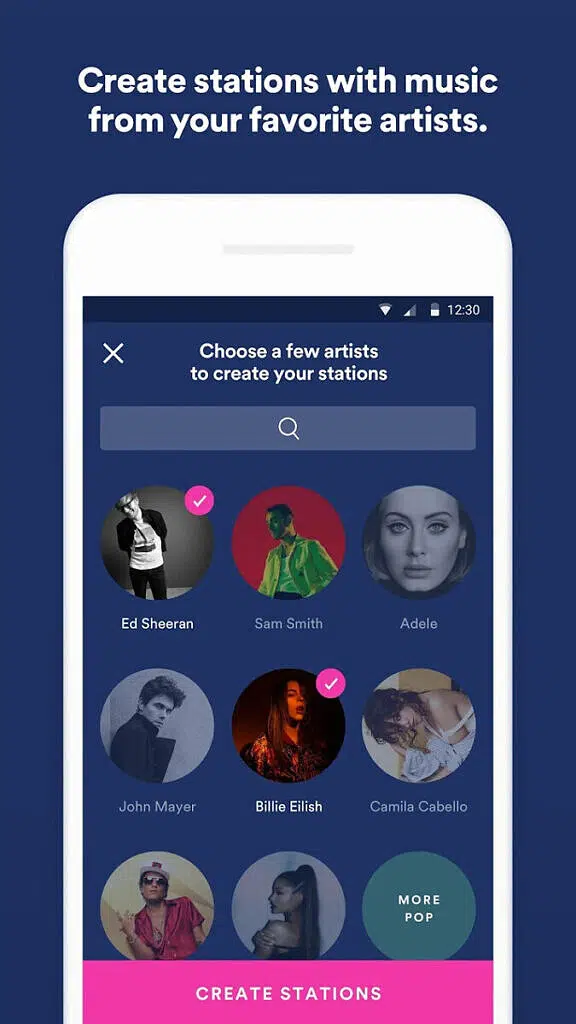 Create stations with music
from your favorite artists.
12:30
Choose a few artists
to create your stations
Ed Sheeran
Sam Smith
Adele
John Mayer
Billie Eilish
Camila Cabello
MORE
POP
CREATE STATIONS